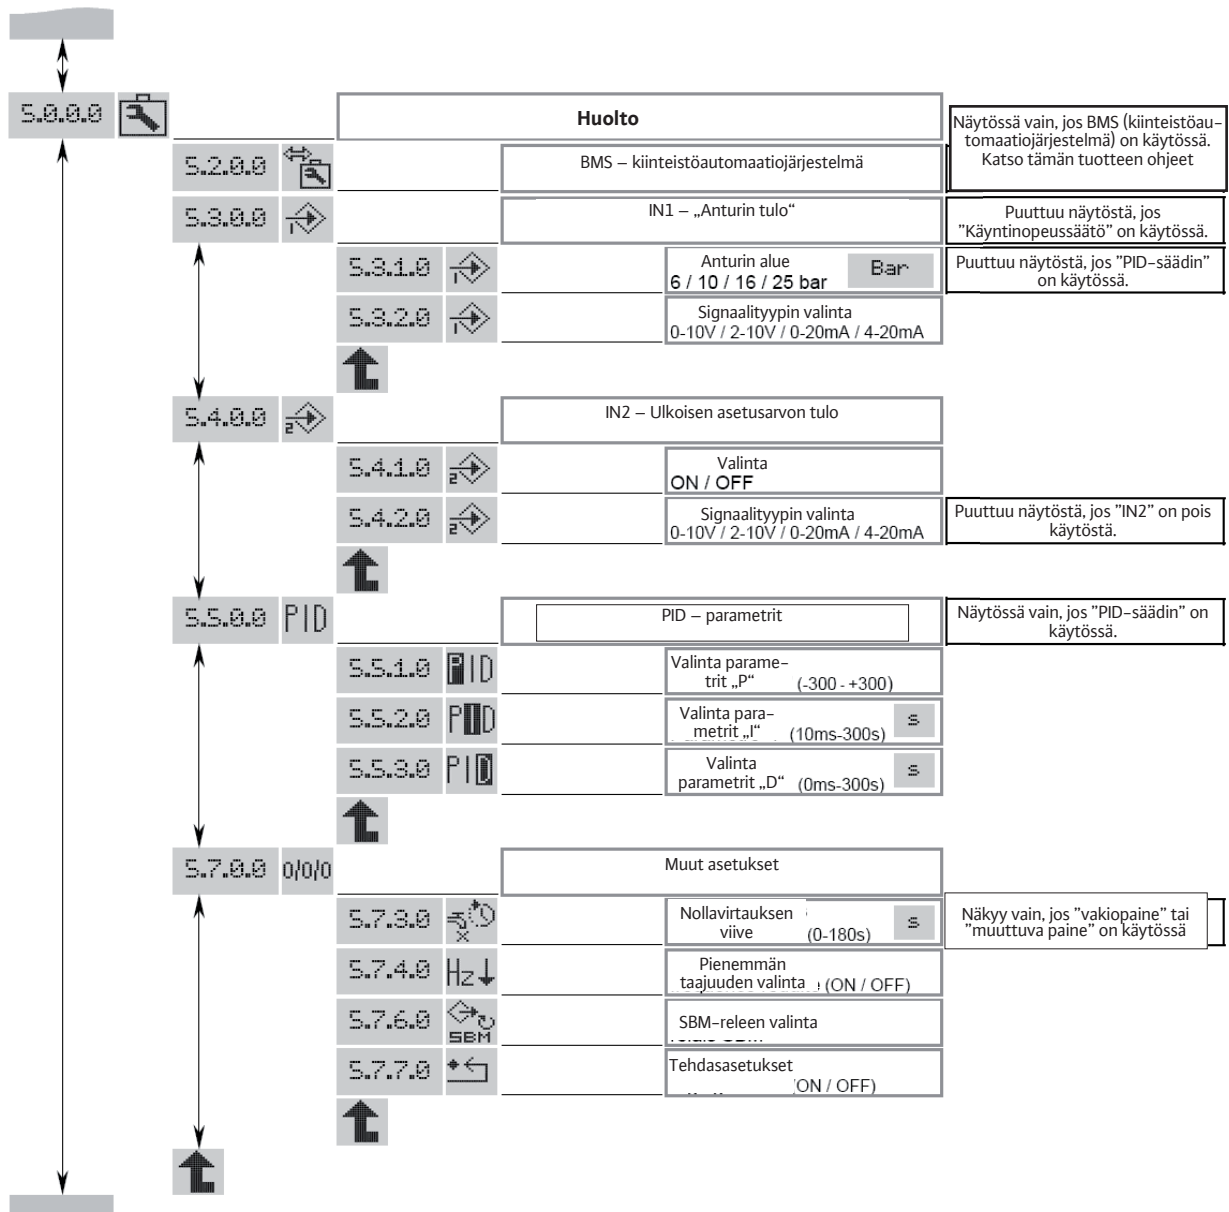 5.0.0.0
Huolto
Näytössä vain, jos BMS (kiinteistöau-
tomaatiojärjestelmä) on käytössä.
Katso tämän tuotteen ohjeet
5.2.0.0
BMS – kiinteistöautomaatiojärjestelmä
5.3.0.0
1
IN1 – „Anturin tulo“
Puuttuu näytöstä, jos
”Käyntinopeussäätö” on käytössä.
5.3.1.0
1
Anturin alue
6 / 10 / 16 / 25 bar
Bar
Puuttuu näytöstä, jos ”PID-säädin”
on käytössä.
5.3.2.0
1
Signaalityypin valinta
0-10V / 2-10V / 0-20mA / 4-20mA
5.4.0.0
2
IN2 – Ulkoisen asetusarvon tulo
5.4.1.0
2
Valinta
ON / OFF
5.4.2.0
2
Signaalityypin valinta
0-10V / 2-10V / 0-20mA / 4-20mA
Puuttuu näytöstä, jos ”IN2” on pois
käytöstä.
5.5.0.0
PID
PID – parametrit
Näytössä vain, jos ”PID-säädin” on
käytössä.
5.5.1.0
PID
Valinta parame-
trit „P“ (-300 - +300)
5.5.2.0
PID
Valinta para-
metrit „I“ (10ms-300s)
s
5.5.3.0
PID
Valinta
parametrit „D“ (0ms-300s)
s
5.7.0.0
0/0/0
Muut asetukset
5.7.3.0
Nollavirtauksen
viive (0-180s)
s
Näkyy vain, jos ”vakiopaine” tai
”muuttuva paine” on käytössä
5.7.4.0
Hz
Pienemmän
taajuuden valinta (ON / OFF)
5.7.6.0
SBM
SBM-releen valinta
5.7.7.0
Tehdasasetukset
(ON / OFF)